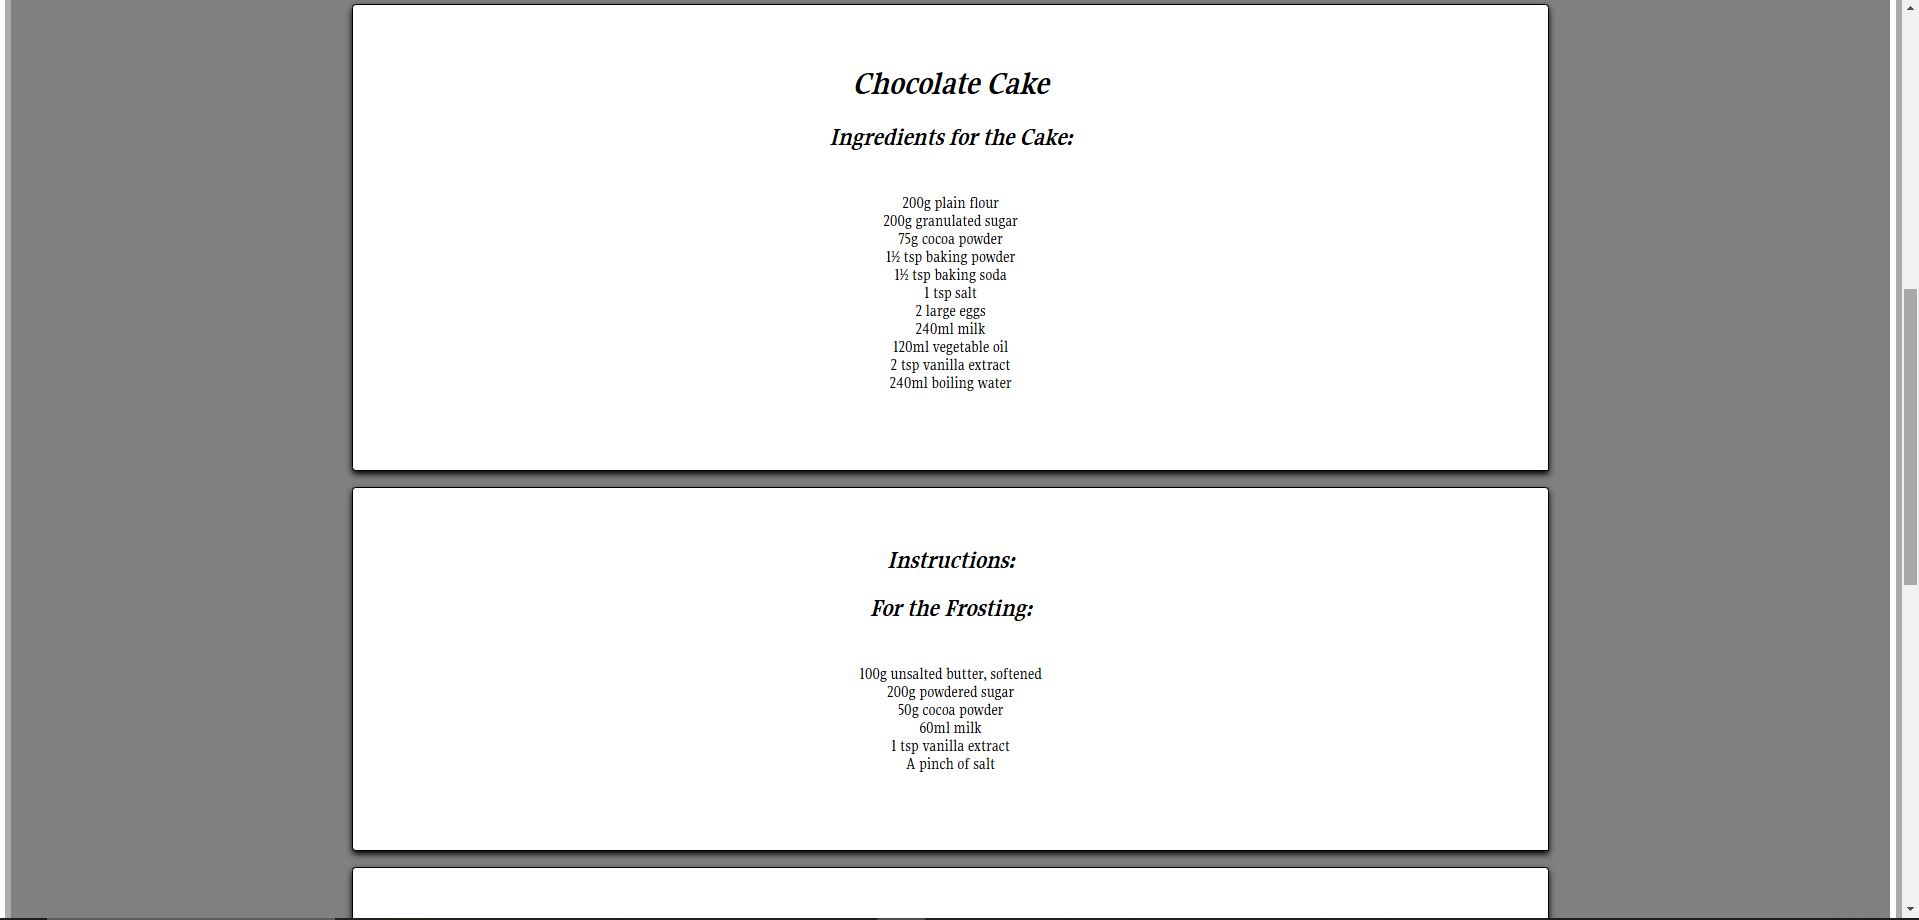 Chocolate Cake
Ingredients for the Cake:
200g plain flour
200g granulated sugar
75g cocoa powder
1½ tsp baking powder
1½ tsp baking soda
1 tsp salt
2 large eggs
240ml milk
120ml vegetable oil
2 tsp vanilla extract
240ml boiling water
Instructions:
For the Frosting:
100g unsalted butter, softened
200g powdered sugar
50g cocoa powder
60ml milk
1 tsp vanilla extract
A pinch of salt